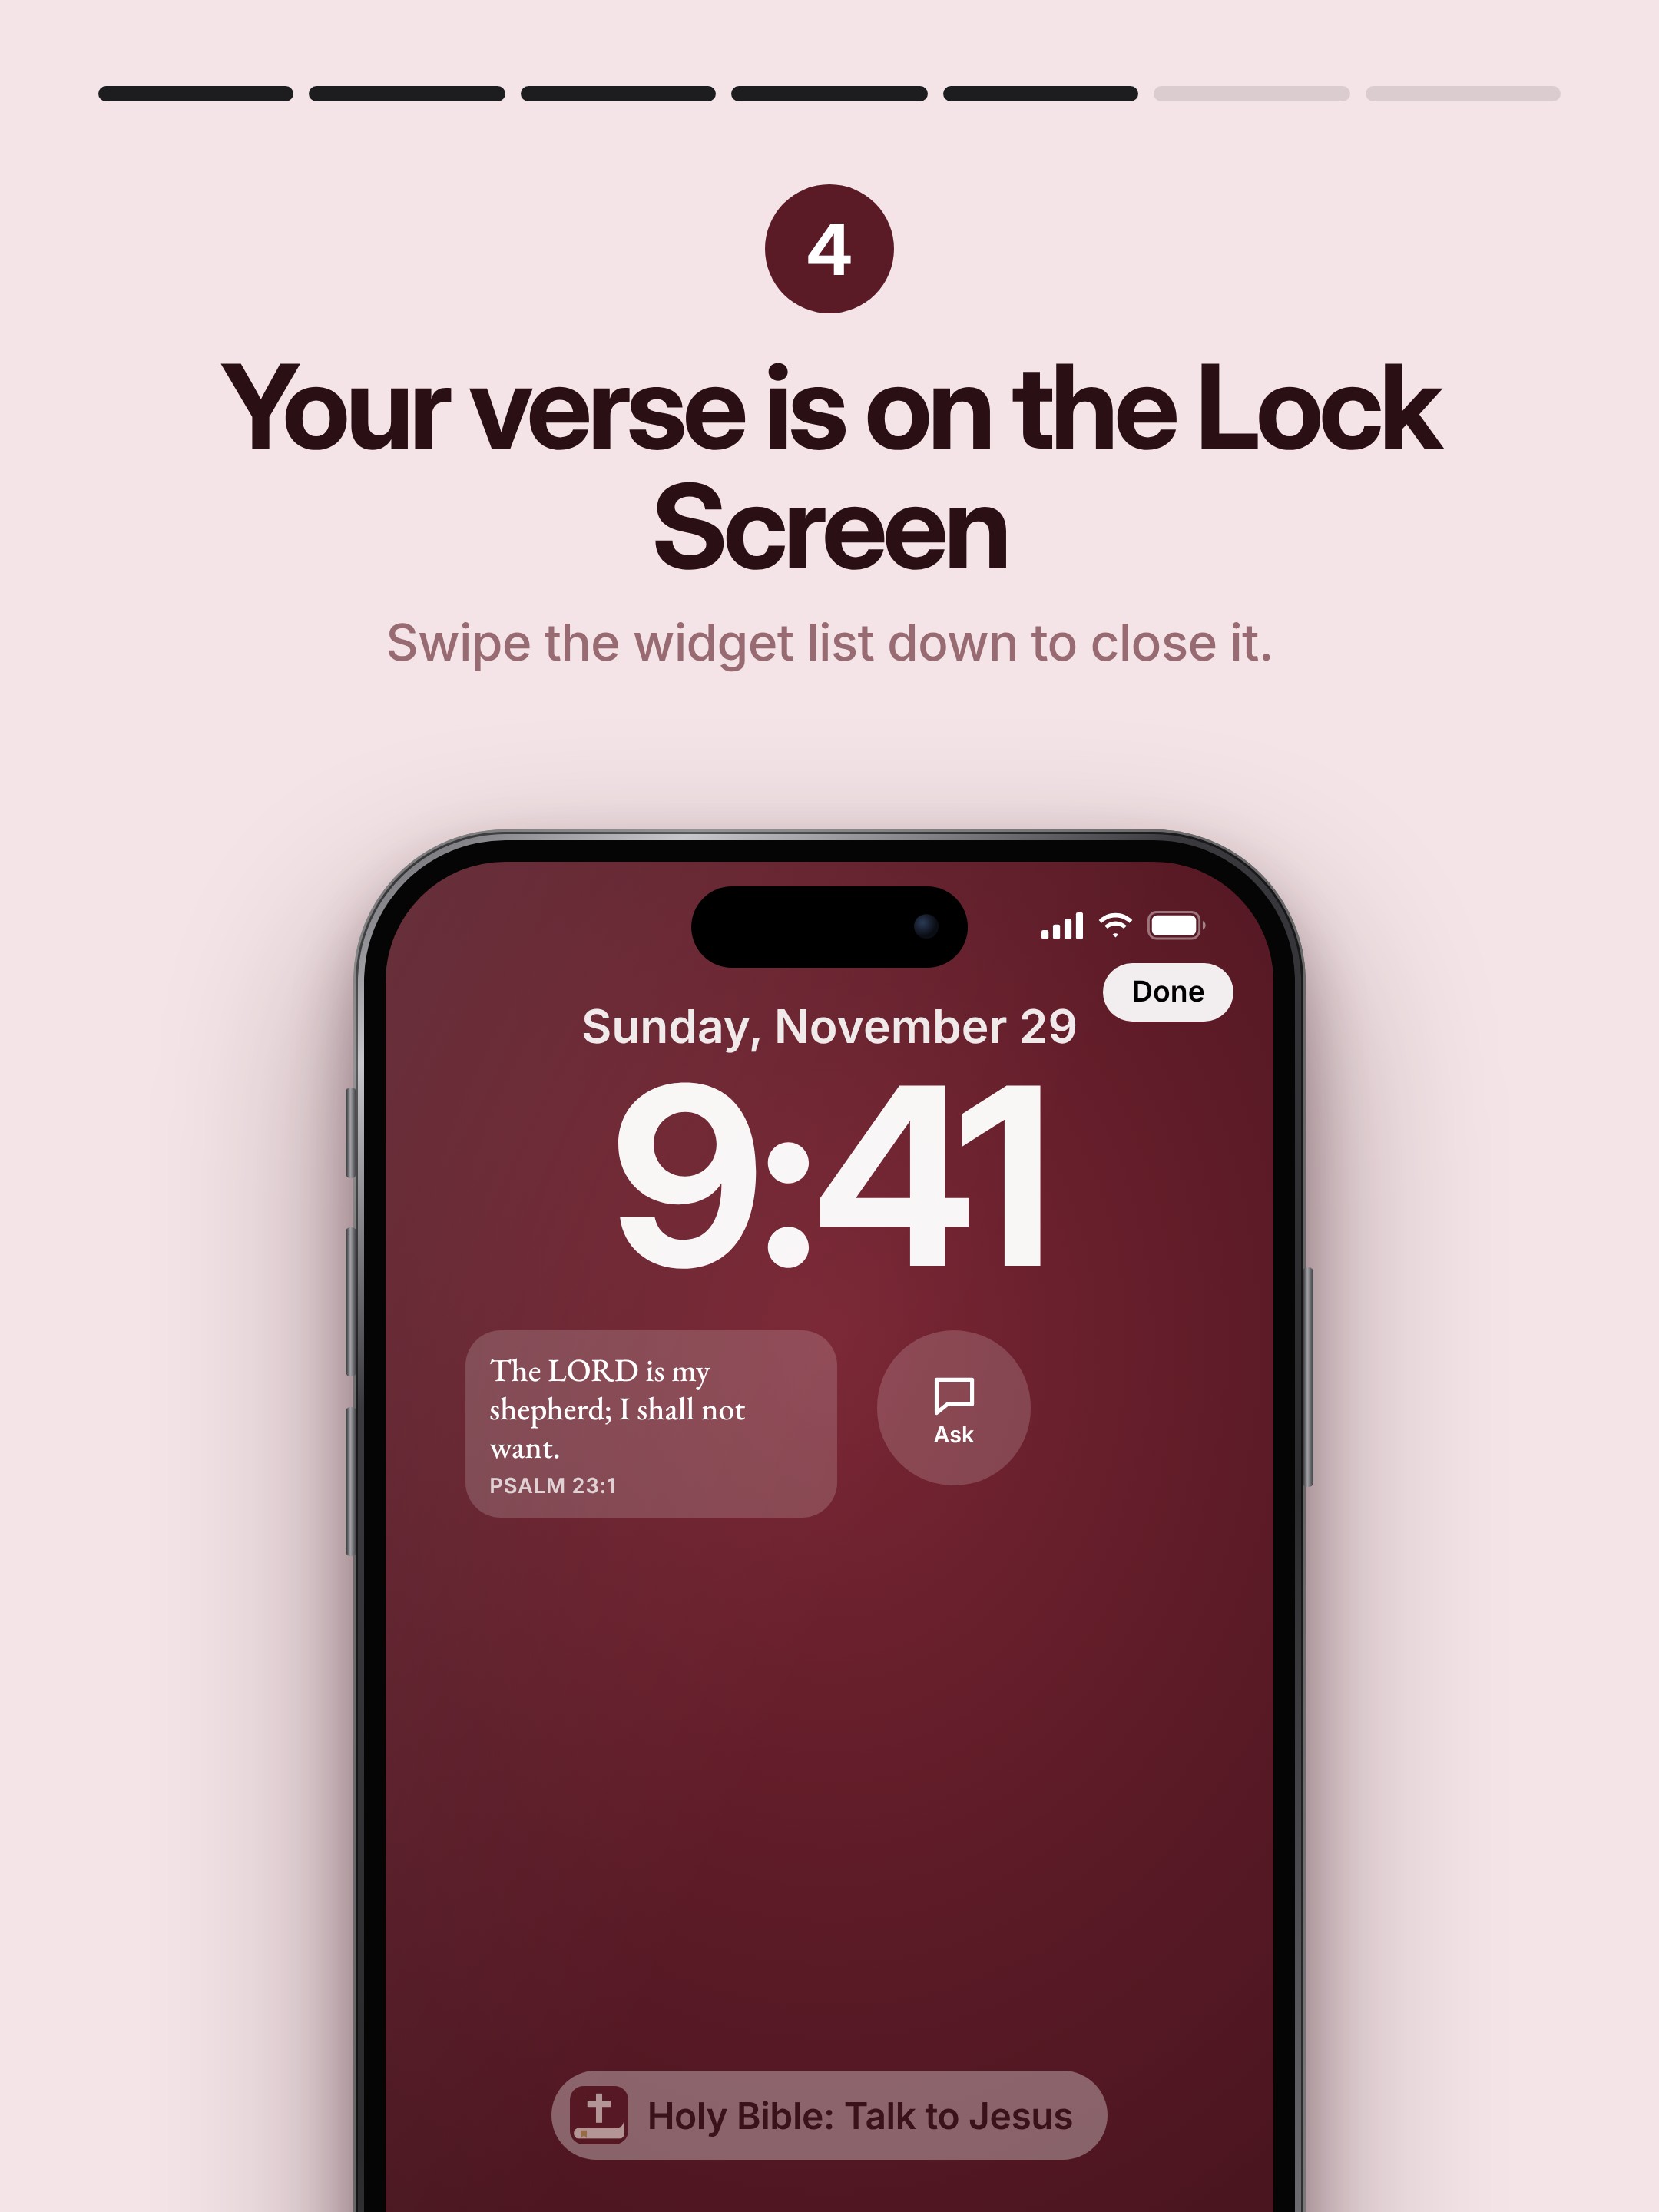 4
Your verse is on the Lock
Screen
Swipe the widget list down to close it.
Done
Sunday, November 29
9:41
The LORD is my
shepherd; I shall not
want.
PSALM 23:1
Ask
Holy Bible: Talk to Jesus